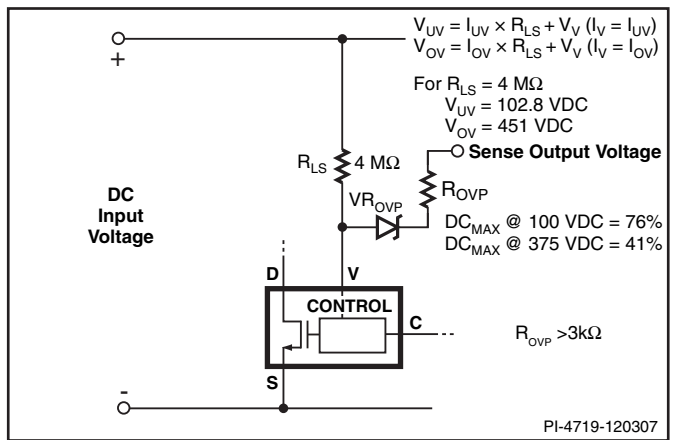 V_UV = I_UV × R_LS + V_V (I_V = I_UV)
V_OV = I_OV × R_LS + V_V (I_V = I_OV)
+
For R_LS = 4 MΩ
V_UV = 102.8 VDC
V_OV = 451 VDC
Sense Output Voltage
R_LS
4 MΩ
R_OVP
VR_OVP
DC
Input
Voltage
DC_MAX @ 100 VDC = 76%
DC_MAX @ 375 VDC = 41%
D
V
CONTROL
C
R_OVP >3kΩ
S
-
PI-4719-120307